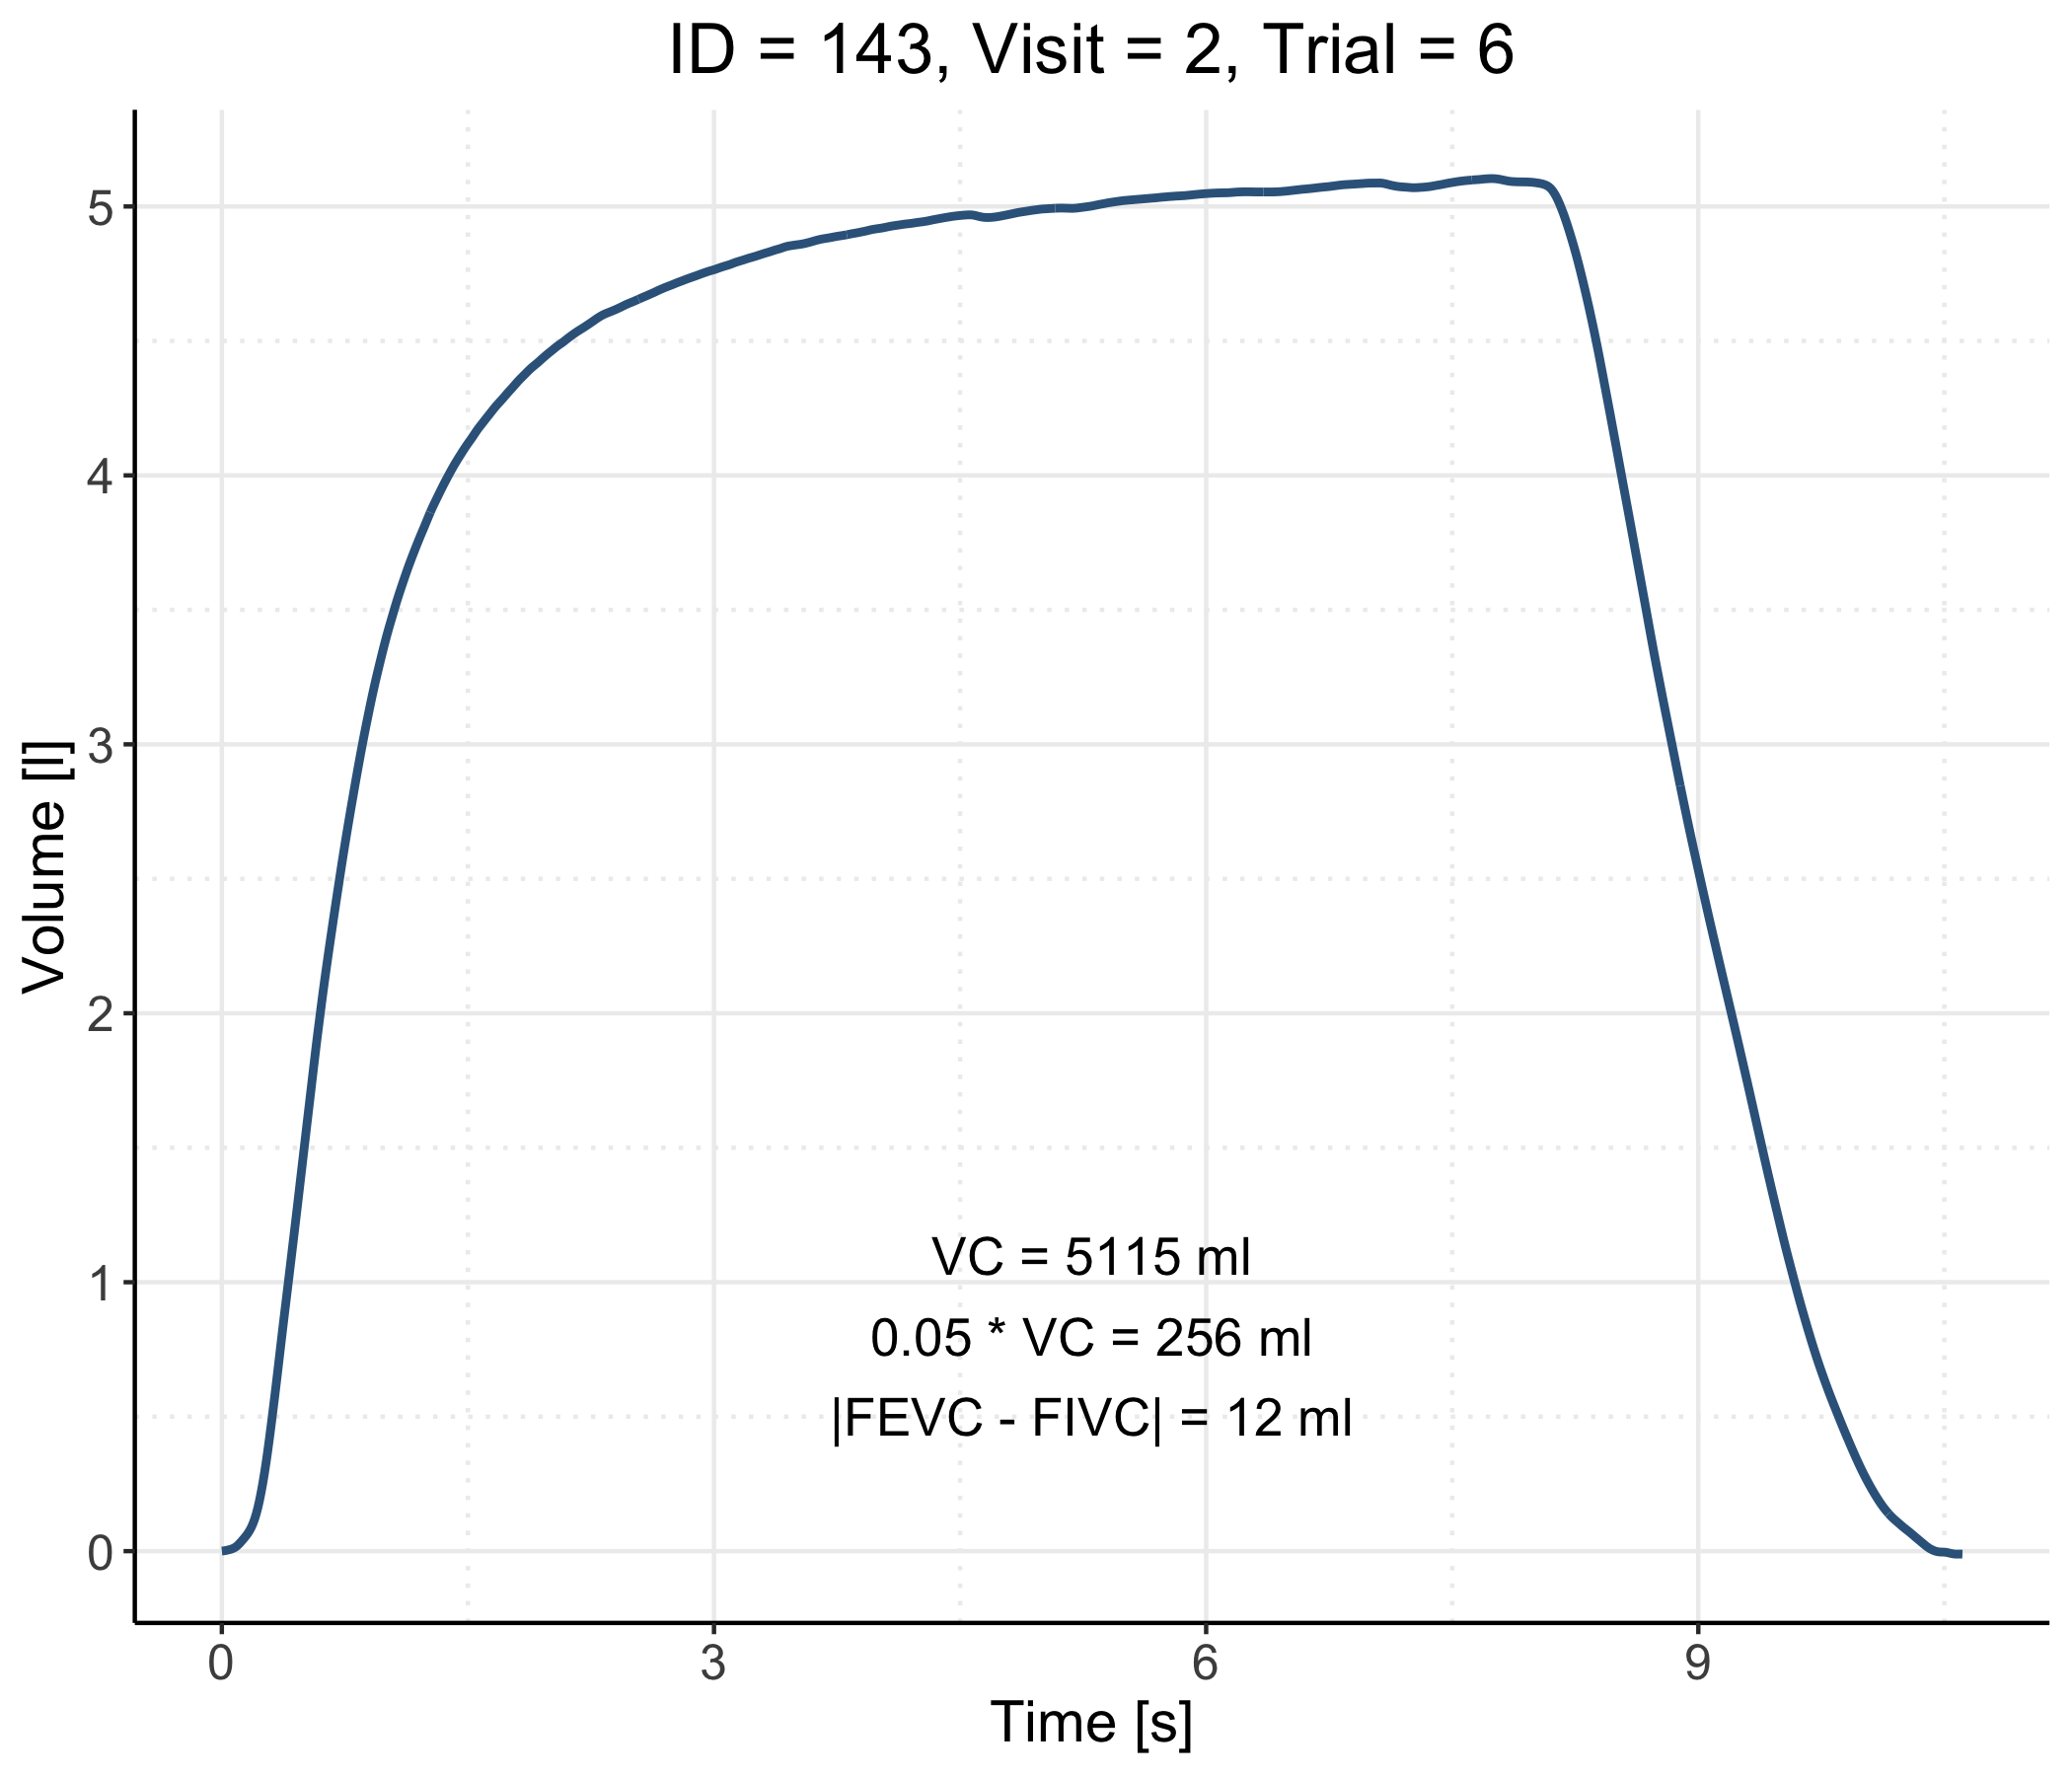 ID = 143, Visit = 2, Trial = 6
5
4
3
2
1
0
Volume [l]
VC = 5115 ml
0.05 * VC = 256 ml
|FEVC - FIVC| = 12 ml
0
3
6
9
Time [s]